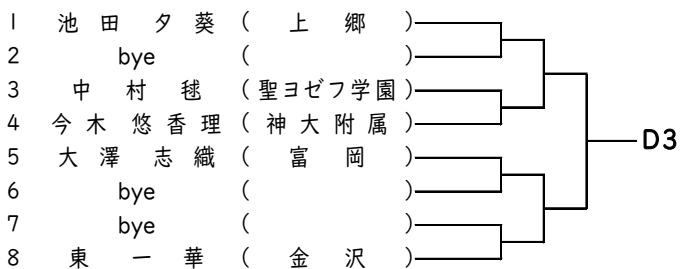 1 池田 夕葵 ( 上郷 )
2 bye ( )
3 中村 毬 ( 聖ヨゼフ学園 )
4 今木 悠香理 ( 神大附属 )
D3
5 大澤 志織 ( 富岡 )
6 bye ( )
7 bye ( )
8 東 一華 ( 金沢 )